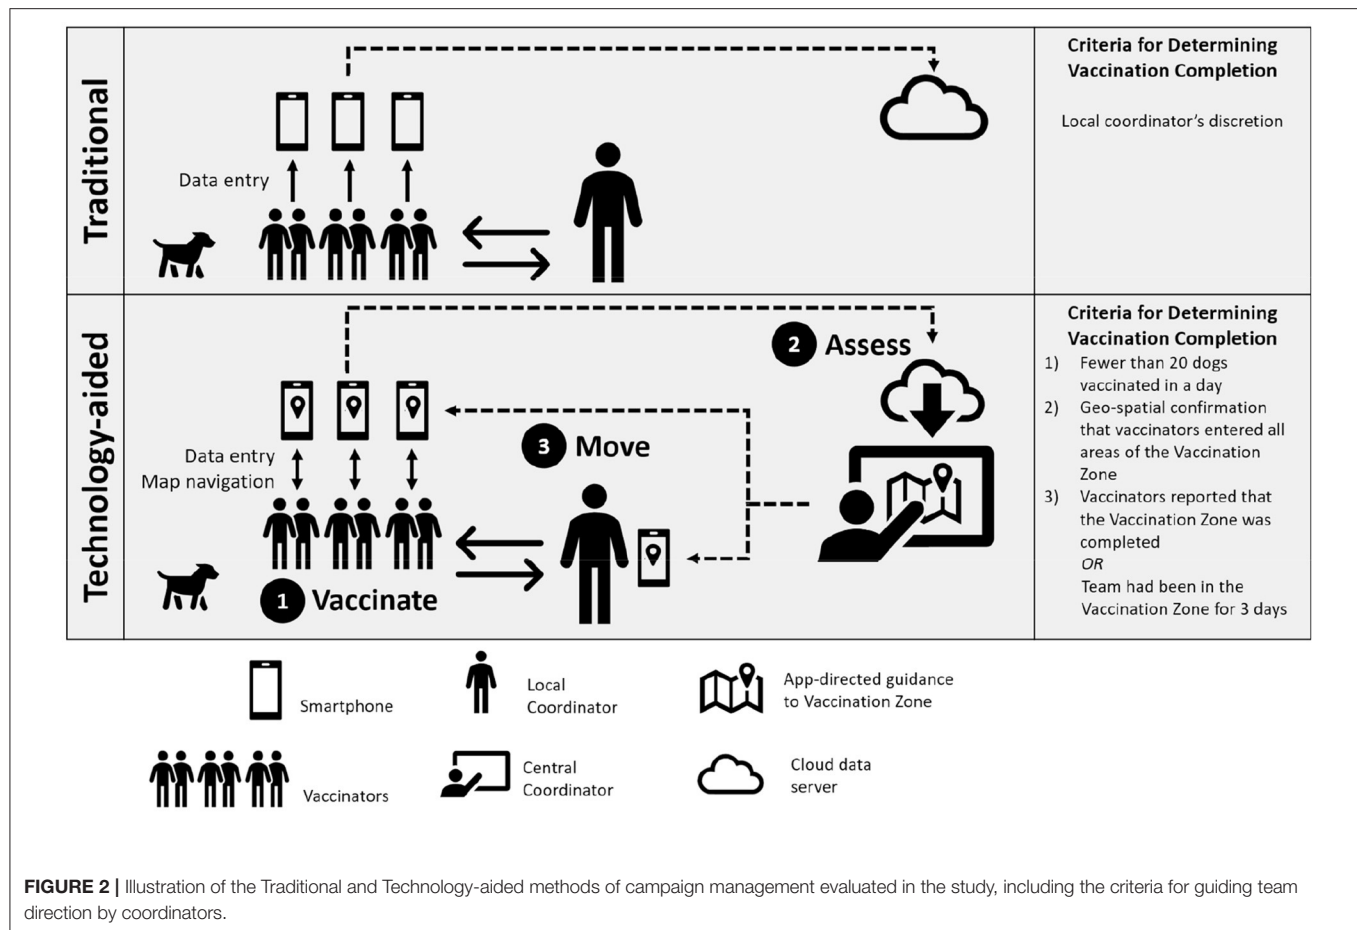 Traditional
Data entry
Criteria for Determining
Vaccination Completion
Local coordinator's discretion
Technology-aided
Data entry
Map navigation
1 Vaccinate
2 Assess
3 Move
Criteria for Determining
Vaccination Completion
1) Fewer than 20 dogs
vaccinated in a day
2) Geo-spatial confirmation
that vaccinators entered all
areas of the Vaccination
Zone
3) Vaccinators reported that
the Vaccination Zone was
completed
OR
Team had been in the
Vaccination Zone for 3 days
Smartphone
Local
Coordinator
App-directed guidance
to Vaccination Zone
Vaccinators
Central
Coordinator
Cloud data
server
FIGURE 2 | Illustration of the Traditional and Technology-aided methods of campaign management evaluated in the study, including the criteria for guiding team
direction by coordinators.